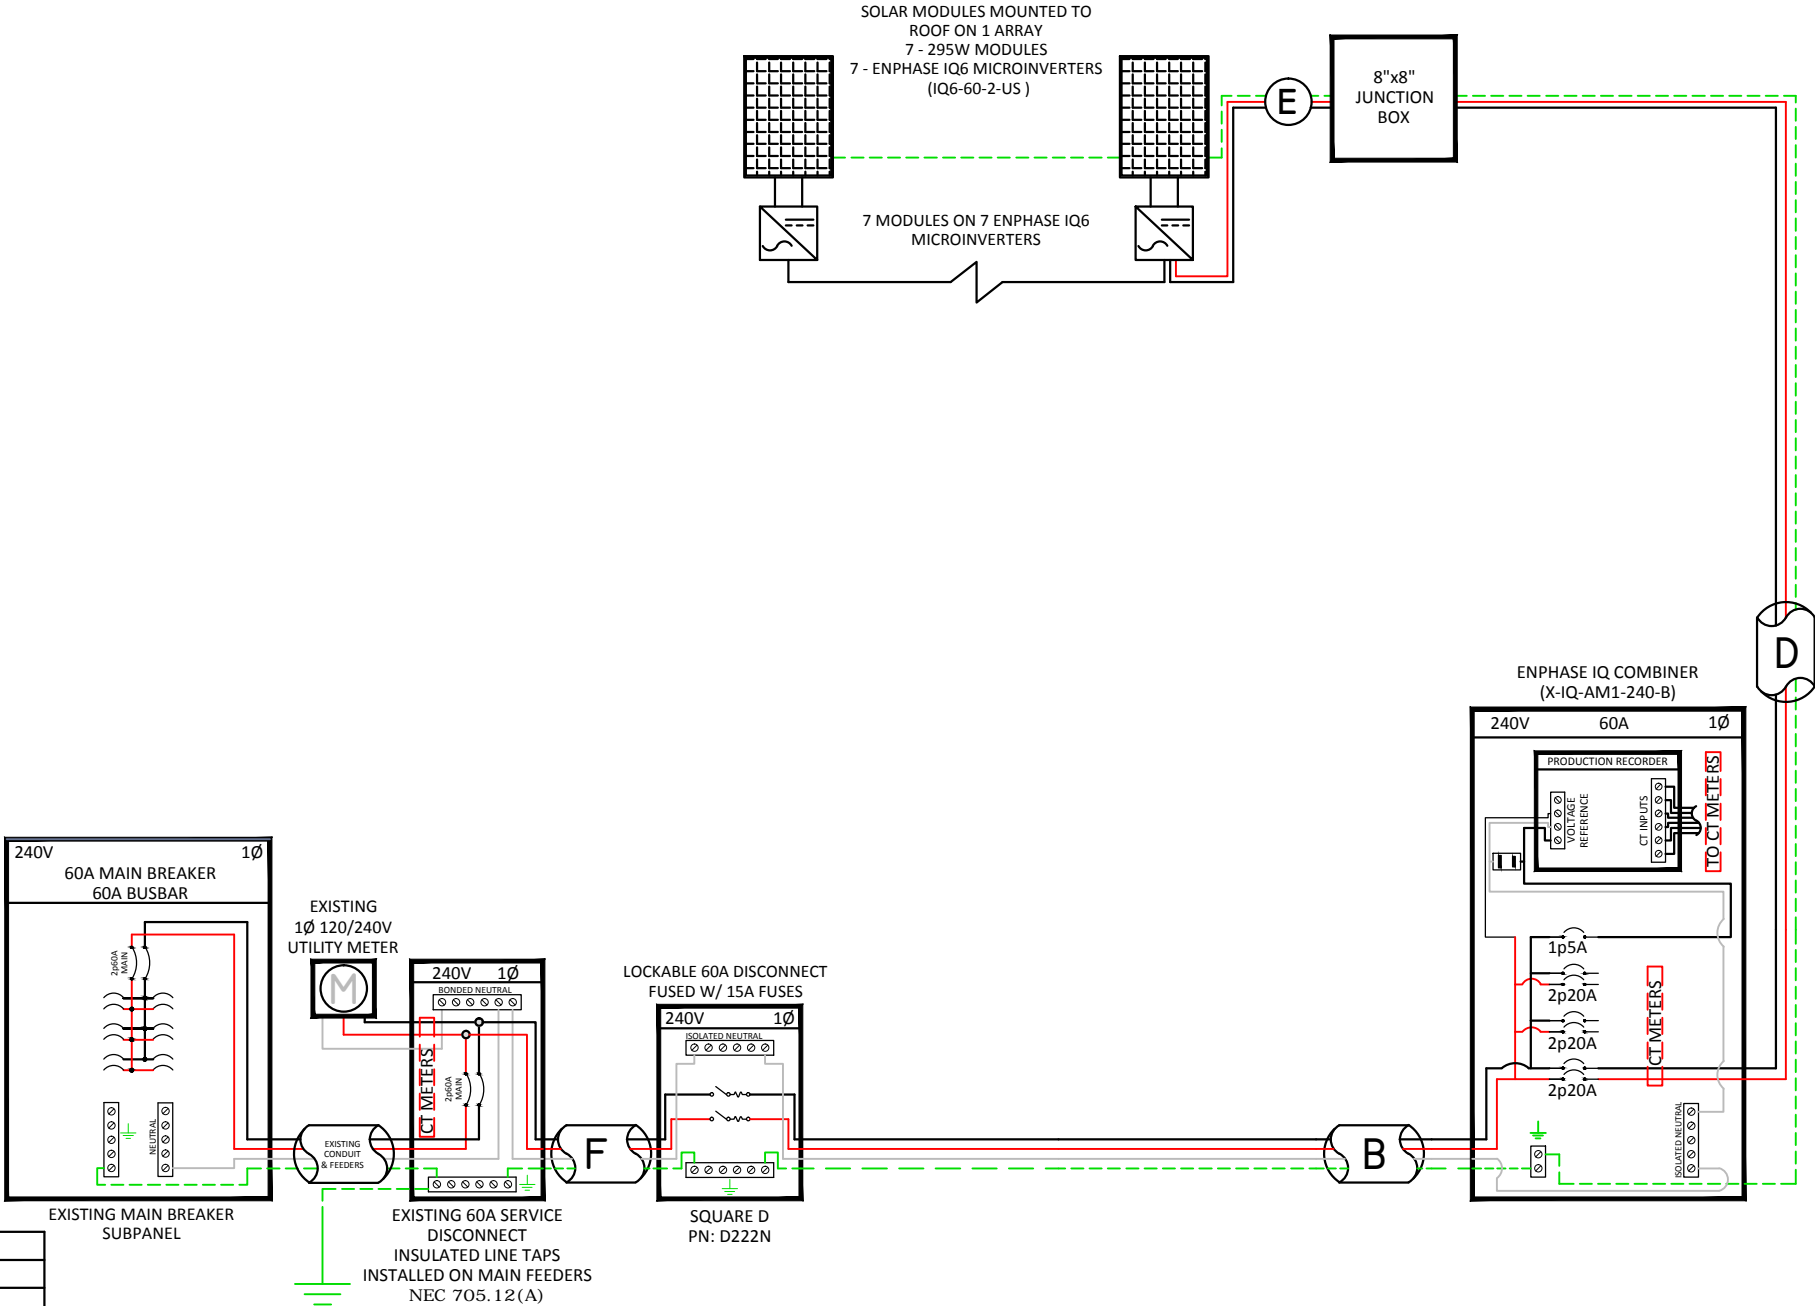 SOLAR MODULES MOUNTED TO
ROOF ON 1 ARRAY
7 - 295W MODULES
7 - ENPHASE IQ6 MICROINVERTERS
(IQ6-60-2-US )
8"x8"
JUNCTION
BOX
E
7 MODULES ON 7 ENPHASE IQ6
MICROINVERTERS
D
ENPHASE IQ COMBINER
(X-IQ-AM1-240-B)
240V 60A 1Ø
PRODUCTION RECORDER
VOLTAGE
REFERENCE
CT INPUTS
TO CT METERS
1p5A
2p20A
2p20A
2p20A
CT METERS
ISOLATED NEUTRAL
240V 1Ø
60A MAIN BREAKER
60A BUSBAR
2p60A
MAIN
NEUTRAL
EXISTING MAIN BREAKER
SUBPANEL
EXISTING
CONDUIT
& FEEDERS
EXISTING
1Ø 120/240V
UTILITY METER
M
240V 1Ø
BONDED NEUTRAL
CT METERS
2p60A
MAIN
EXISTING 60A SERVICE
DISCONNECT
INSULATED LINE TAPS
INSTALLED ON MAIN FEEDERS
NEC 705.12(A)
F
LOCKABLE 60A DISCONNECT
FUSED W/ 15A FUSES
240V 1Ø
ISOLATED NEUTRAL
SQUARE D
PN: D222N
B